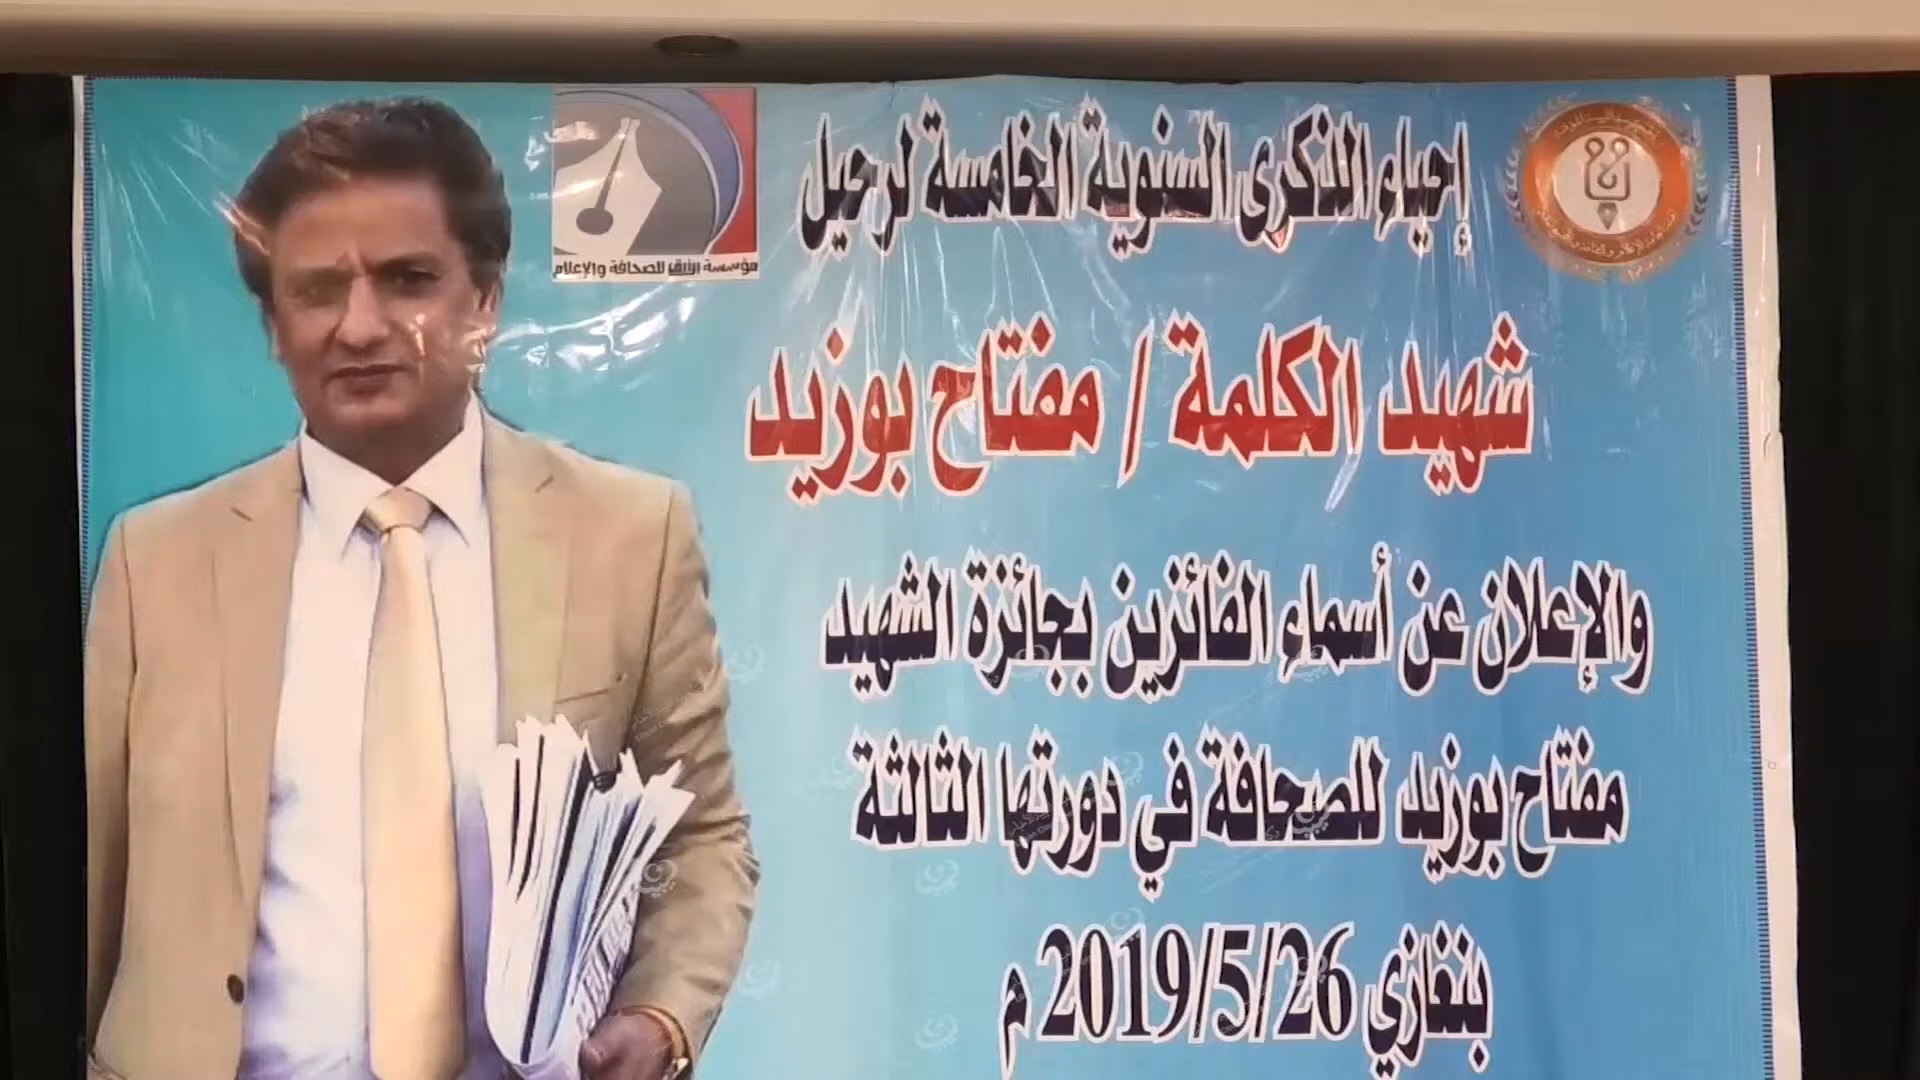 إحياء الذكرى السنوية الخامسة لرحيل
مؤسسة البرنيق للصحافة والإعلام
شهيد الكلمة / مفتاح بوزيد
والإعلان عن أسماء الفائزين بجائزة الشهيد
مفتاح بوزيد للصحافة في دورتها الثالثة
بنغازي 2019/5/26 م